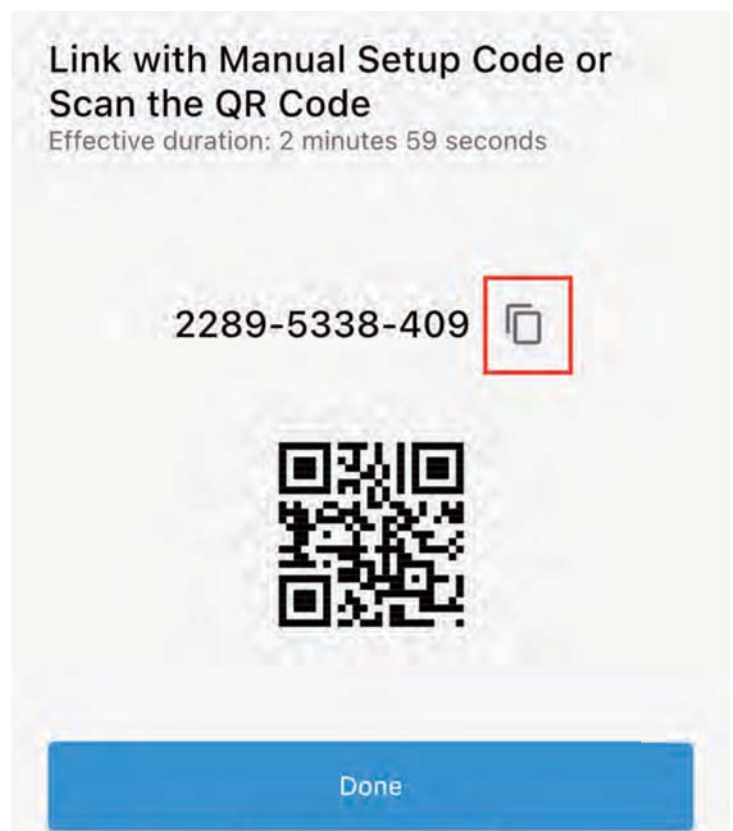 Link with Manual Setup Code or
Scan the QR Code
Effective duration: 2 minutes 59 seconds
2289-5338-409
Done